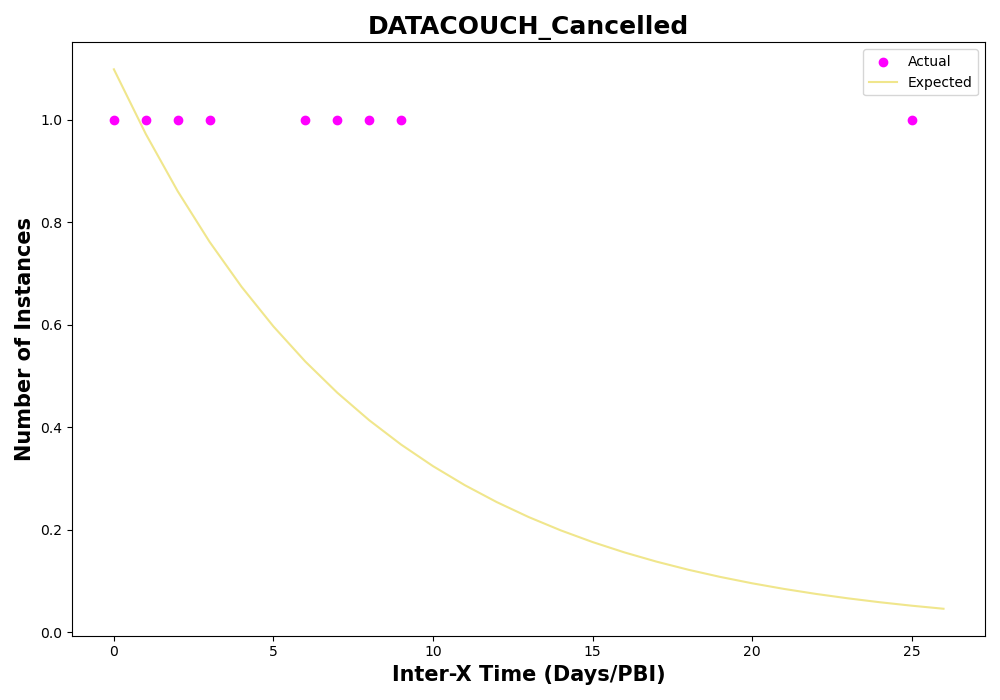 DATACOUCH_Cancelled
Actual
Expected
Number of Instances
1.0
0.8
0.6
0.4
0.2
0.0
0 5 10 15 20 25
Inter-X Time (Days/PBI)